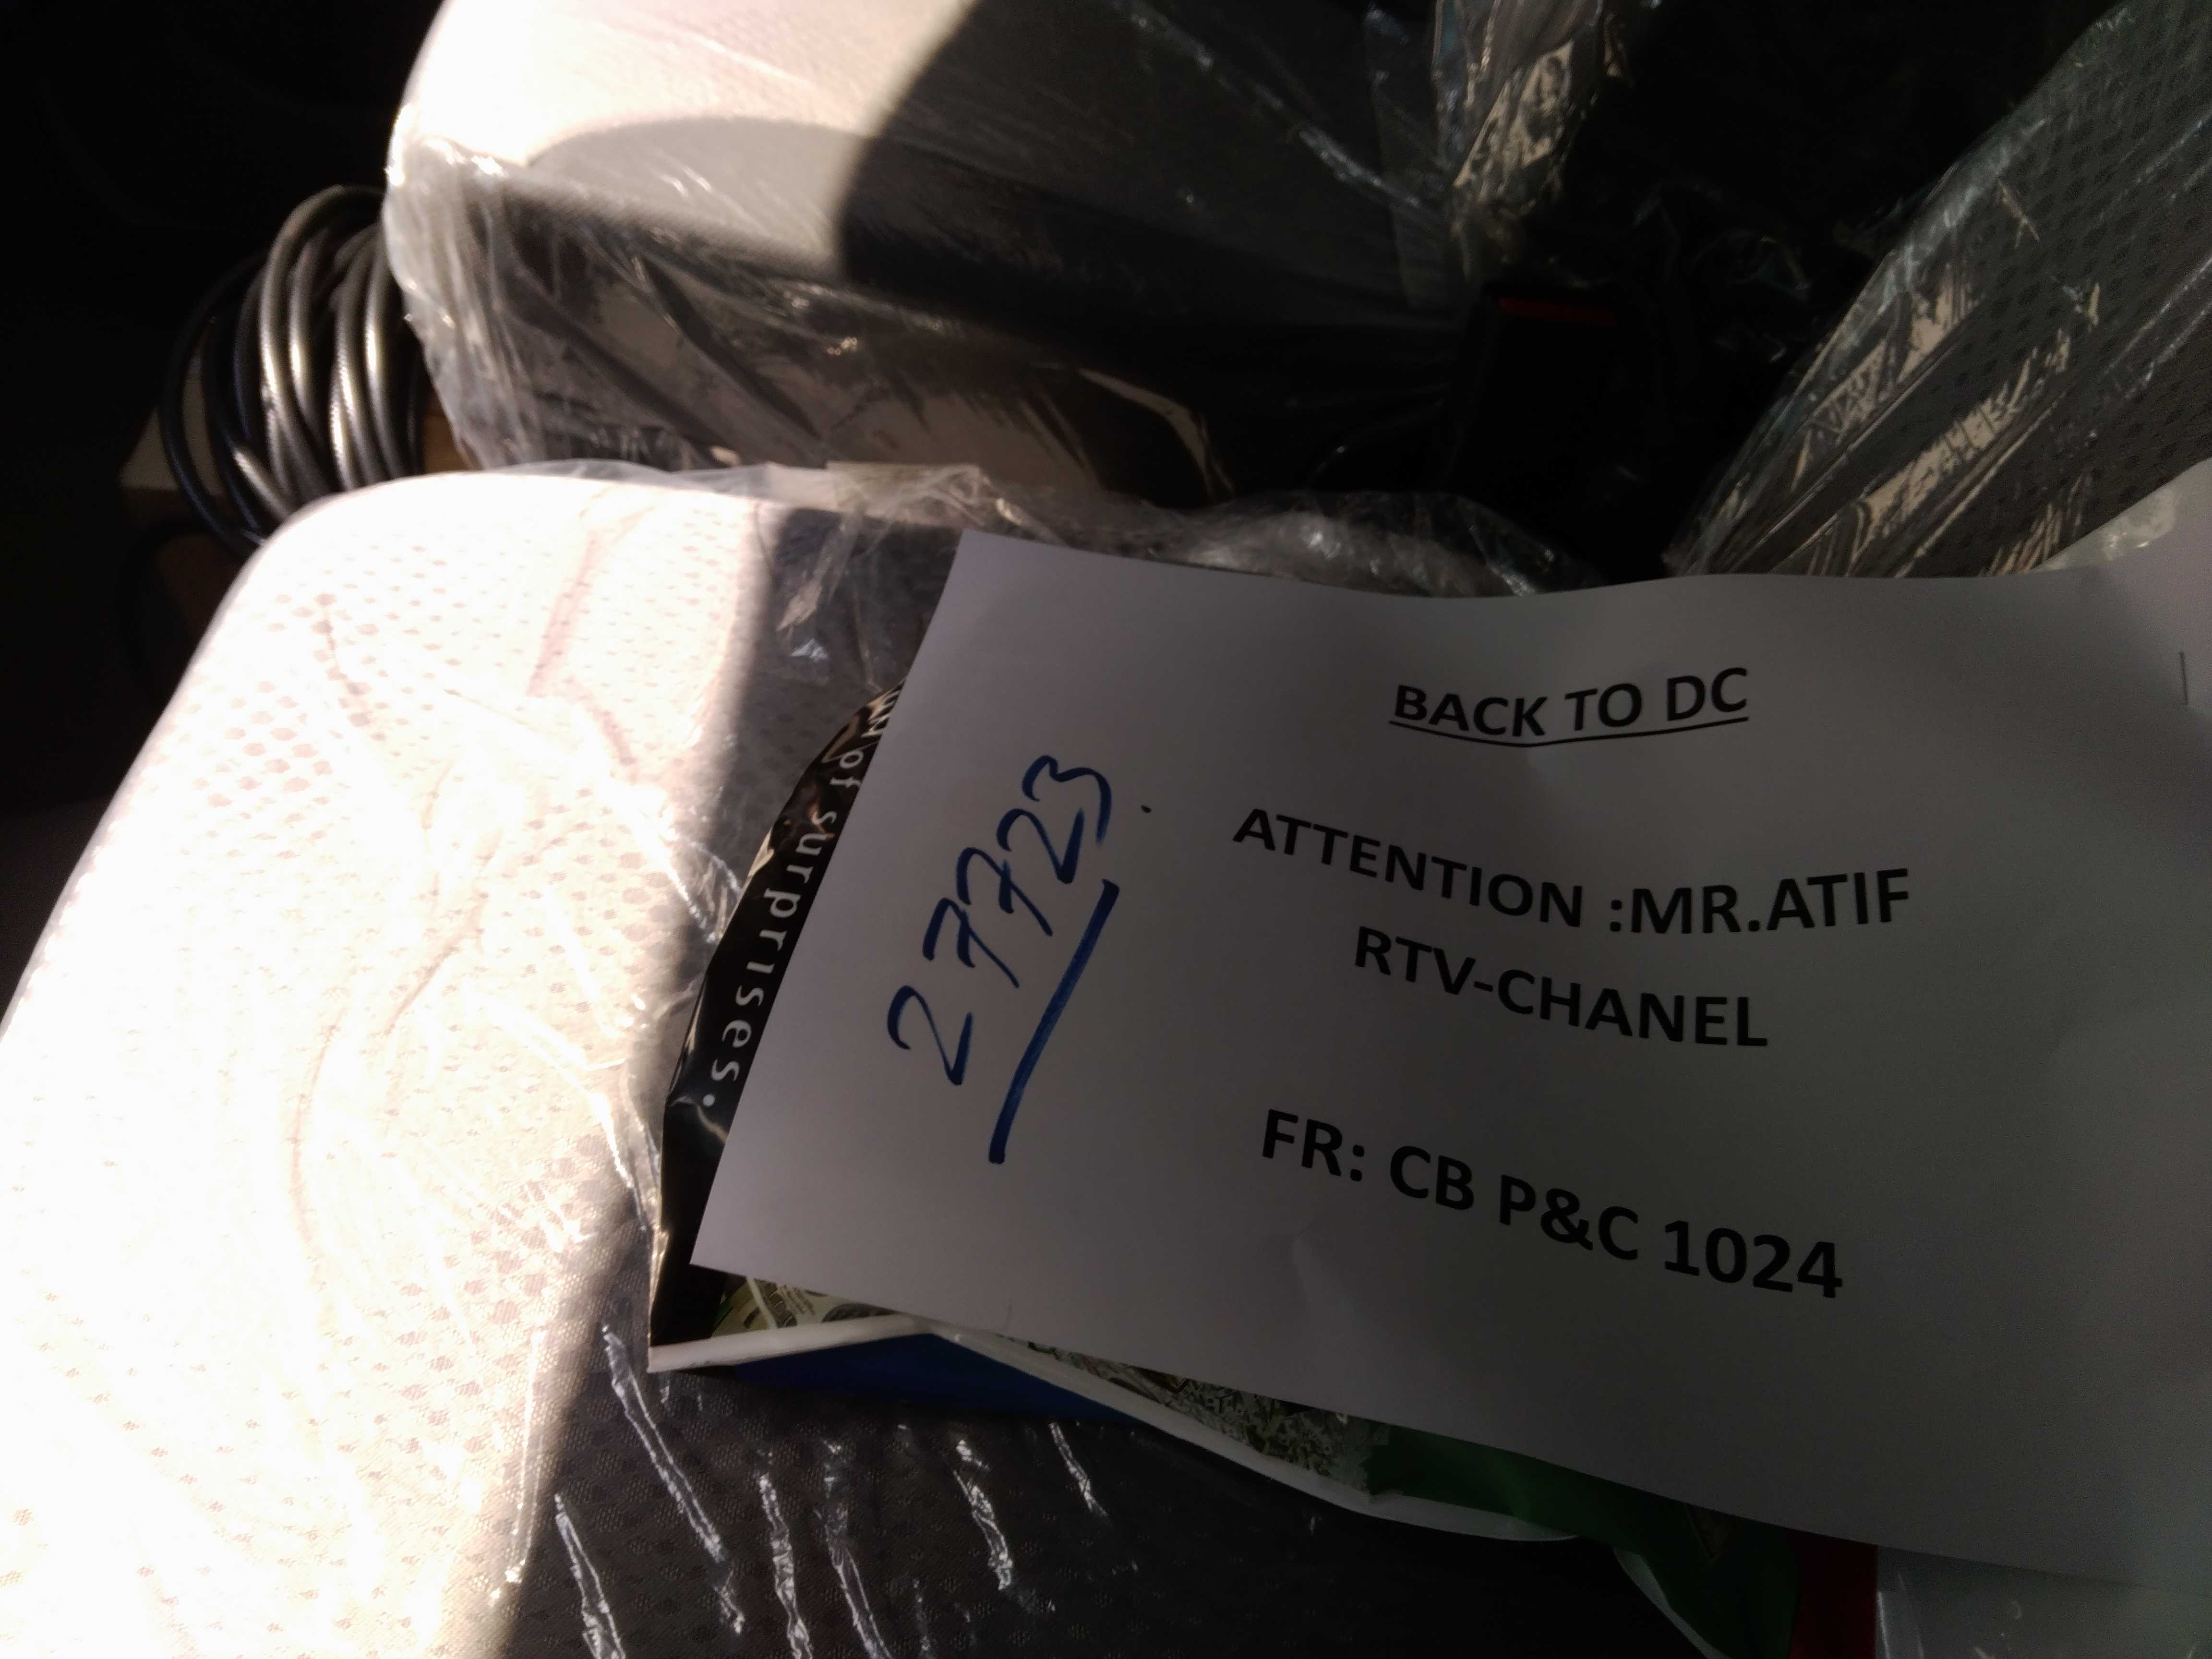 BACK TO DC
ATTENTION :MR.ATIF
RTV-CHANEL
FR: CB P&C 1024
27723
of surprises.